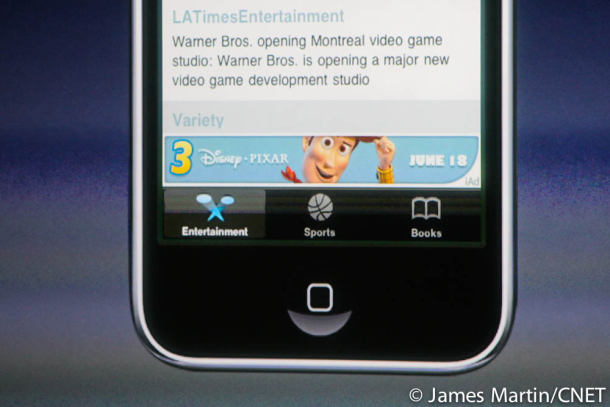 LATimesEntertainment
Warner Bros. opening Montreal video game
studio: Warner Bros. is opening a major new
video game development studio
Variety
3 Disney • PIXAR JUNE 18
iAd
Entertainment Sports Books
© James Martin/CNET